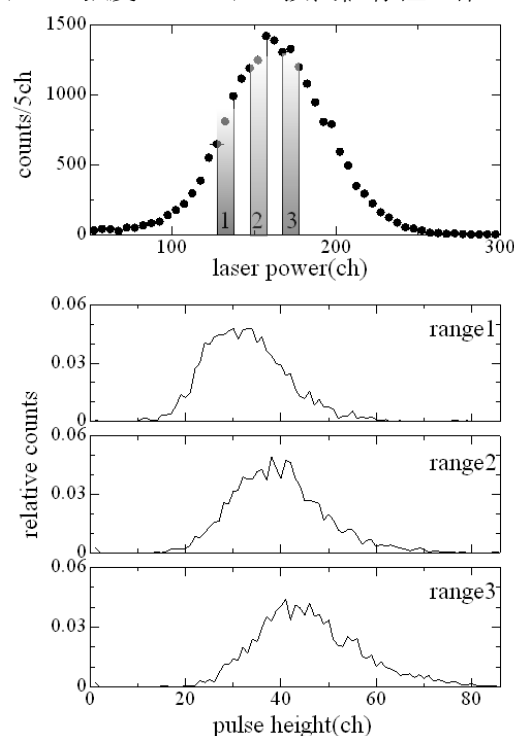 1500
1000
500
0
counts/5ch
1 2 3
100 200 300
laser power(ch)
0.06
0.03
0
range1
0.06
0.03
0
range2
0.06
0.03
0
range3
relative counts
0 20 40 60 80
pulse height(ch)